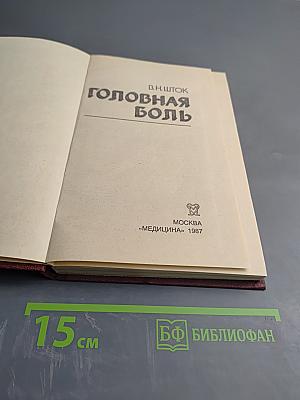 В.Н.ШТОК
ГОЛОВНАЯ
БОЛЬ
МОСКВА
«МЕДИЦИНА» 1987
15 см
БФ БИБЛИОФАН